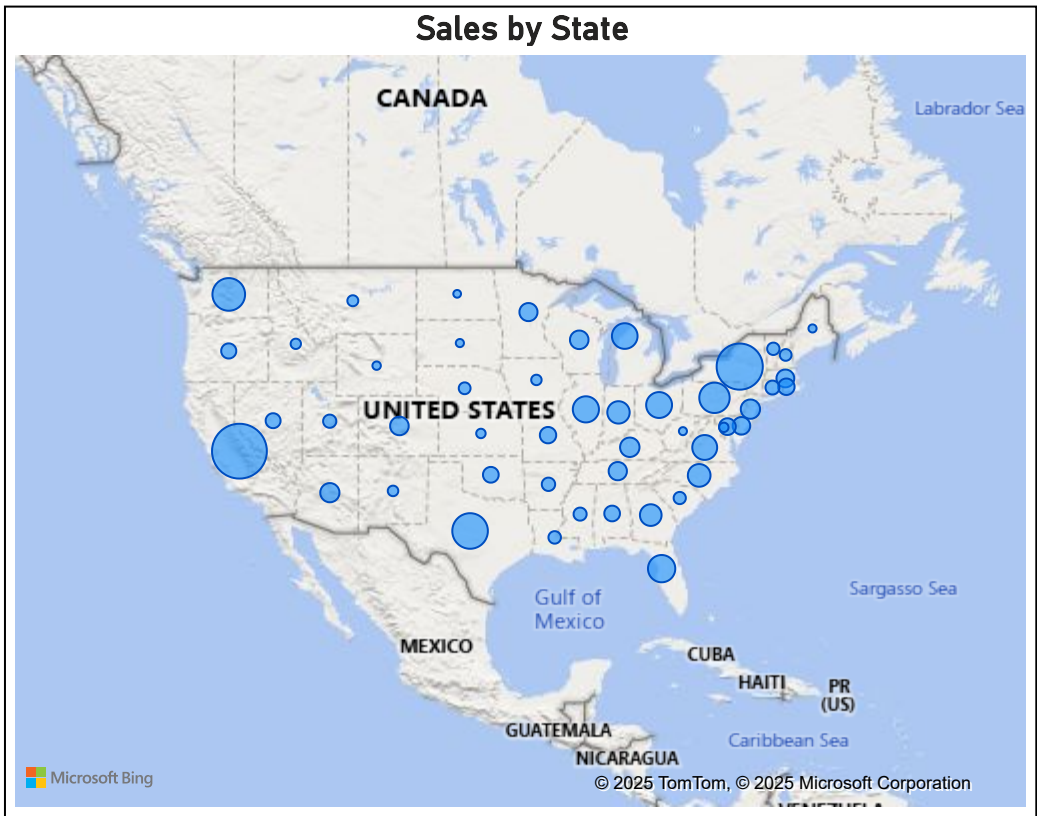 Sales by State
CANADA
Labrador Sea
UNITED STATES
Gulf of
Mexico
Sargasso Sea
MEXICO
CUBA
HAITI
PR
(US)
GUATEMALA
Caribbean Sea
NICARAGUA
Microsoft Bing
© 2025 TomTom, © 2025 Microsoft Corporation
VENEZUELA